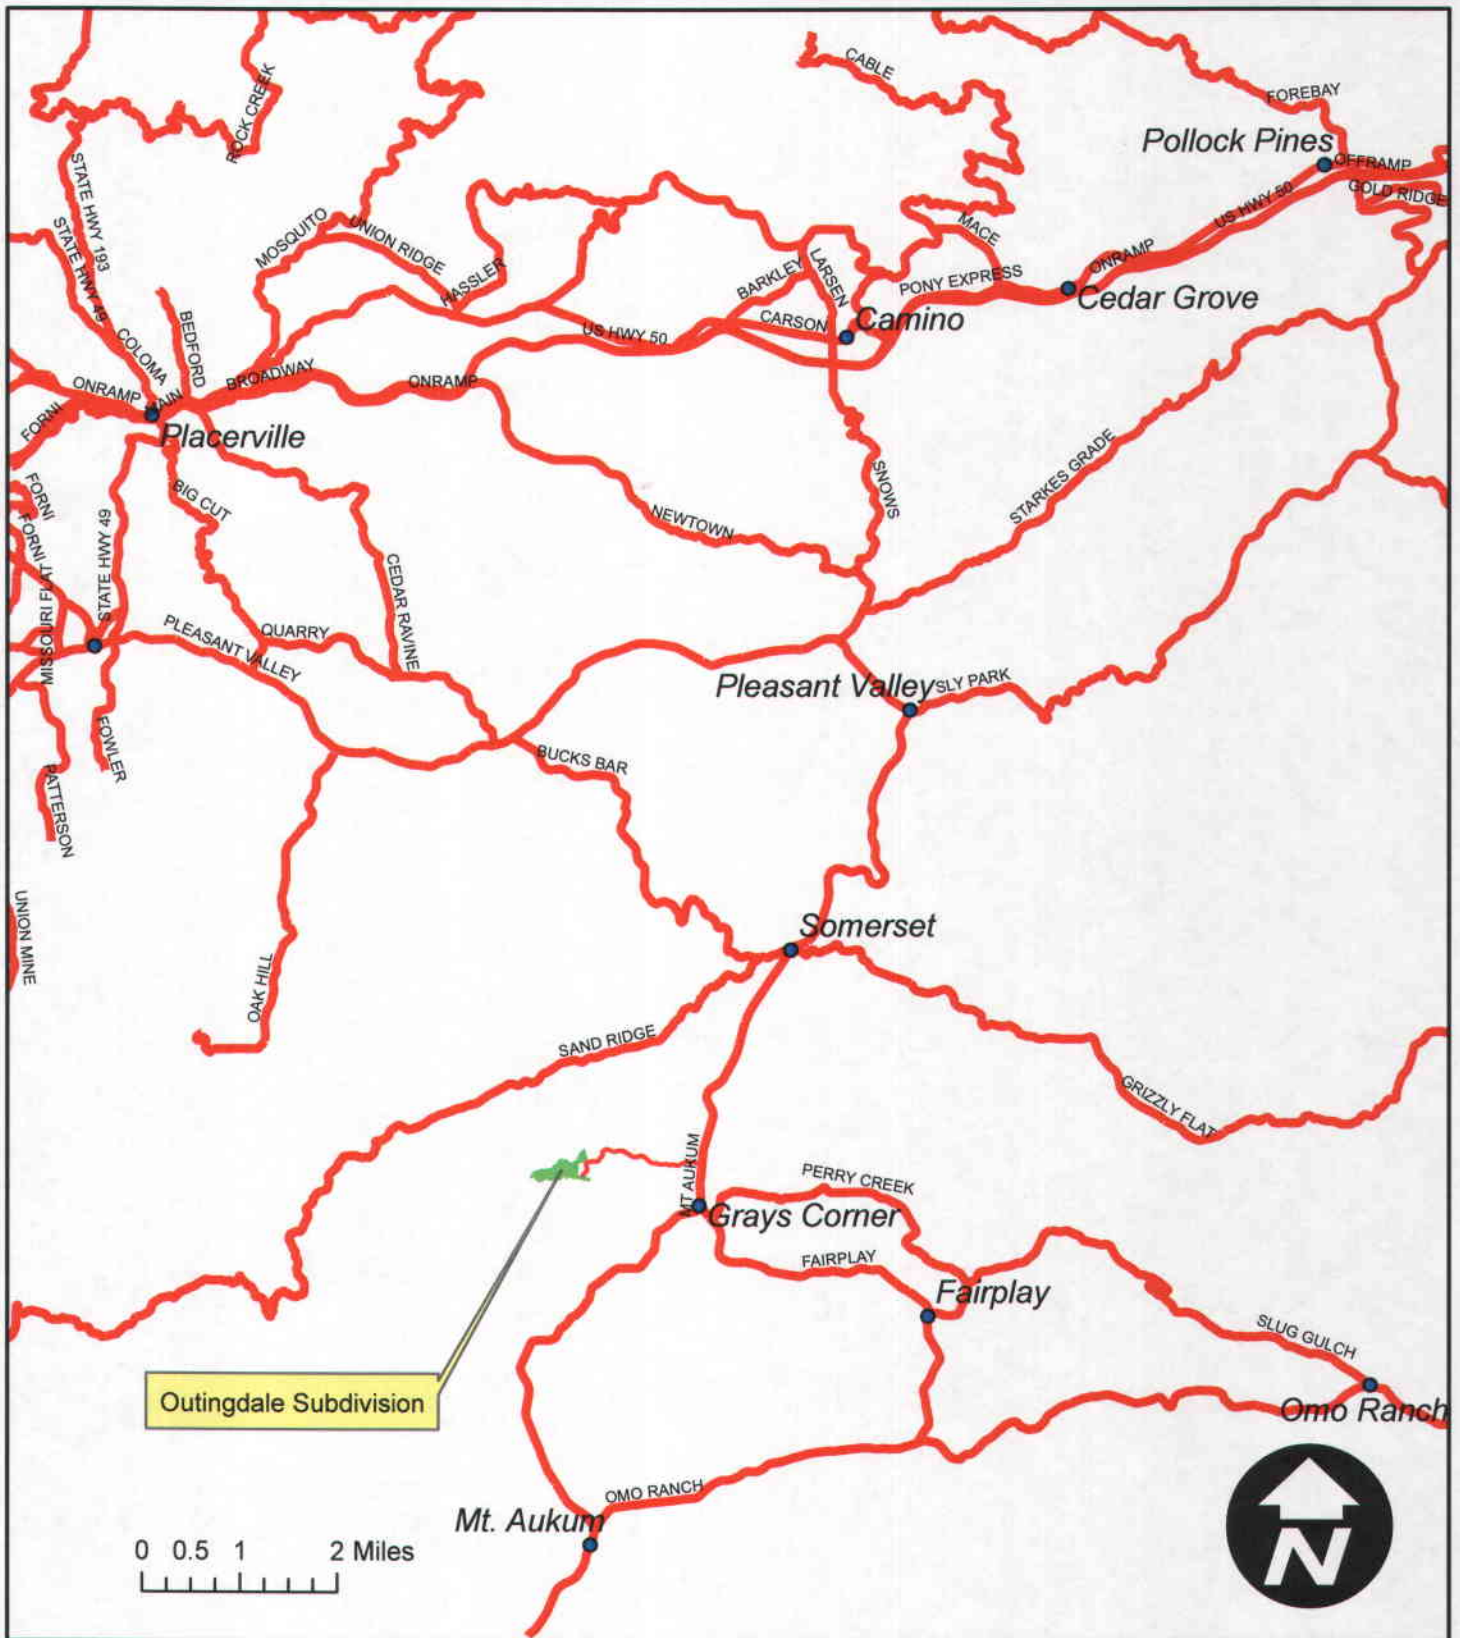 CABLE
FOREBAY
ROCK CREEK
Pollock Pines
OFFRAMP
GOLD RIDGE
US HWY 50
STATE HWY 193
STATE HWY 49
MOSQUITO
UNION RIDGE
HASSLER
MACE
ONRAMP
BARKLEY
LARSEN
PONY EXPRESS
Cedar Grove
CARSON
Camino
US HWY 50
COLOMA
BEDFORD
BROADWAY
ONRAMP
ONRAMP
MAIN
FORNI
Placerville
BIG CUT
SNOWS
STARKES GRADE
NEWTOWN
FORNI
FORNI
STATE HWY 49
CEDAR RAVINE
MISSOURI FLAT
PLEASANT VALLEY
QUARRY
Pleasant Valley
SLY PARK
FOWLER
BUCKS BAR
PATTERSON
UNION MINE
Somerset
OAK HILL
SAND RIDGE
GRIZZLY FLAT
MT AUKUM
PERRY CREEK
Grays Corner
FAIRPLAY
Fairplay
SLUG GULCH
Outingdale Subdivision
Omo Ranch
OMO RANCH
Mt. Aukum
0 0.5 1 2 Miles
N